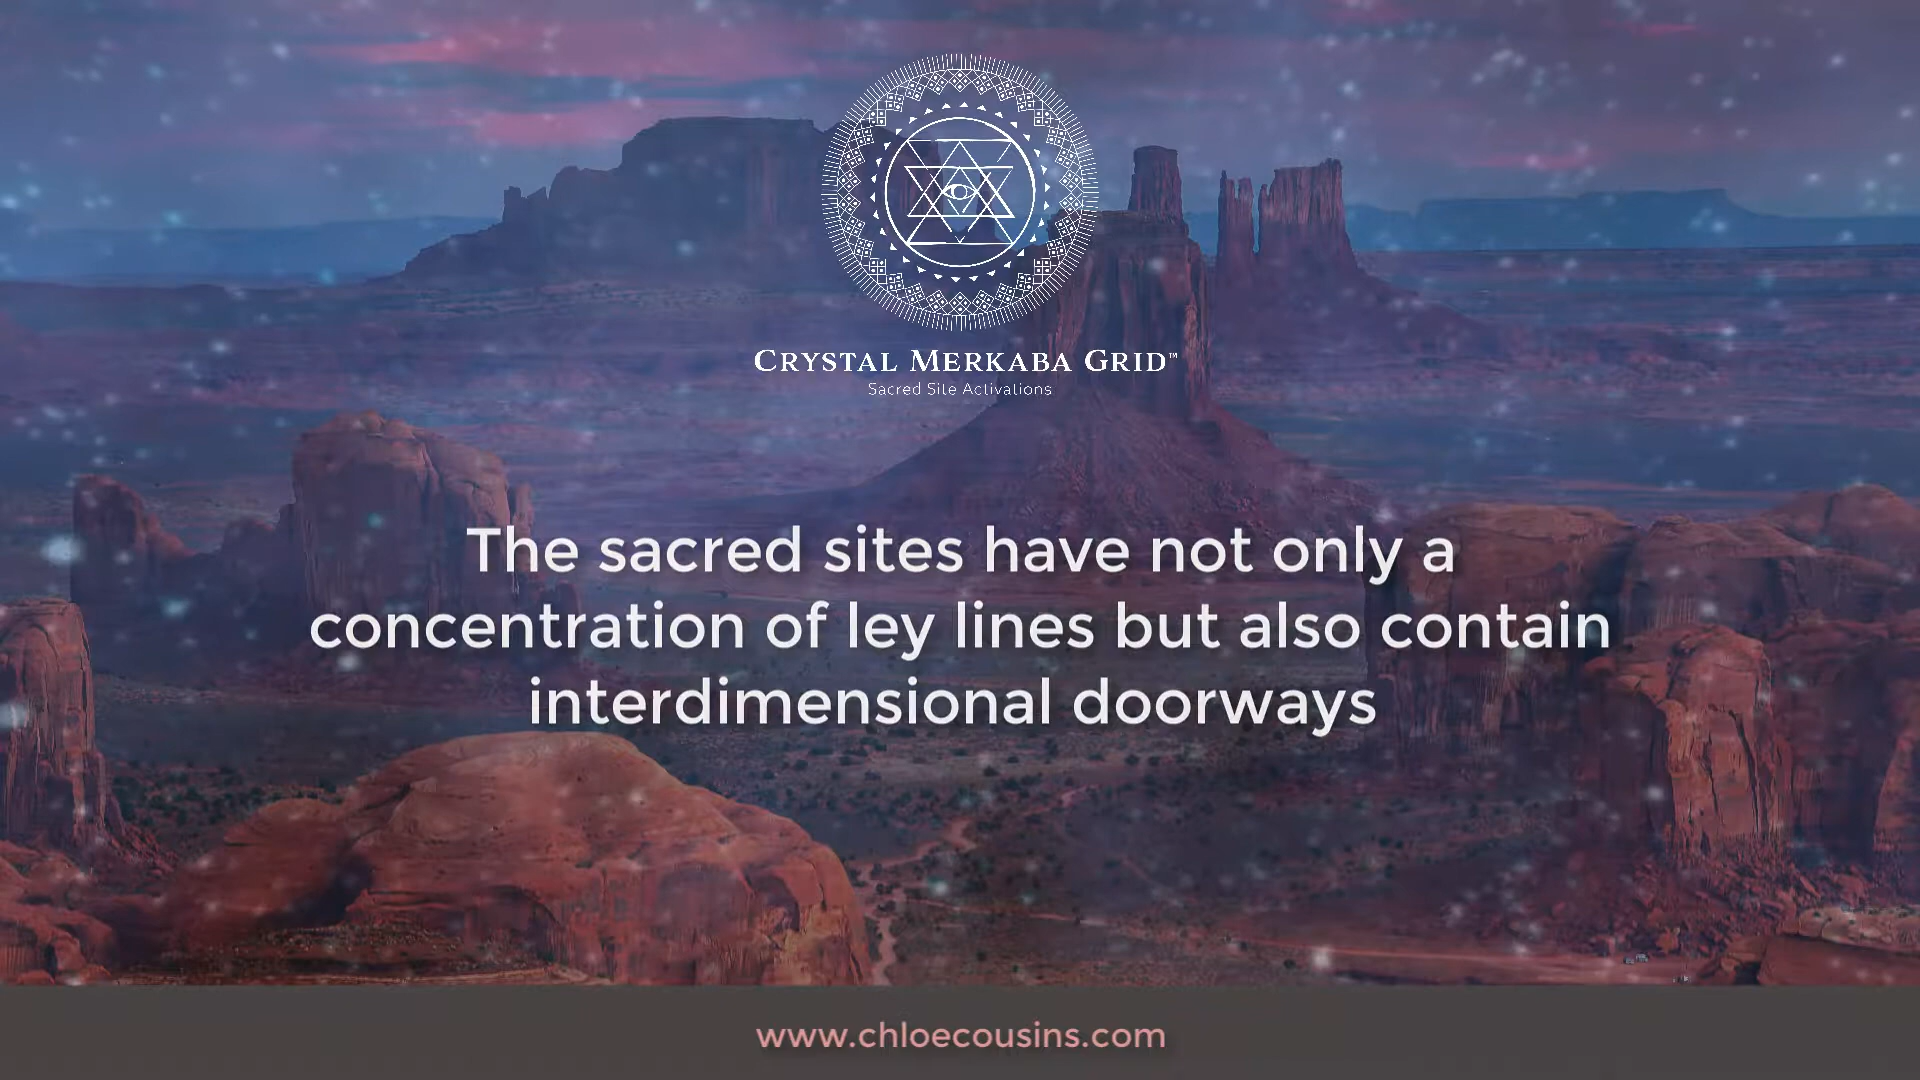 CRYSTAL MERKABA GRID™
Sacred Site Activations
The sacred sites have not only a
concentration of ley lines but also contain
interdimensional doorways
www.chloecousins.com